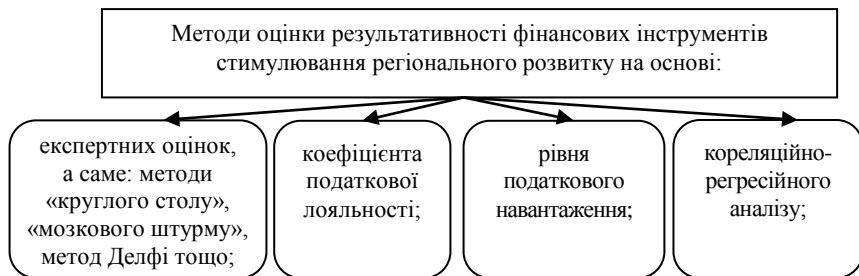 Методи оцінки результативності фінансових інструментів
стимулювання регіонального розвитку на основі:
експертних оцінок,
а саме: методи
«круглого столу»,
«мозкового штурму»,
метод Делфі тощо;
коефіцієнта
податкової
лояльності;
рівня
податкового
навантаження;
кореляційно-
регресійного
аналізу;